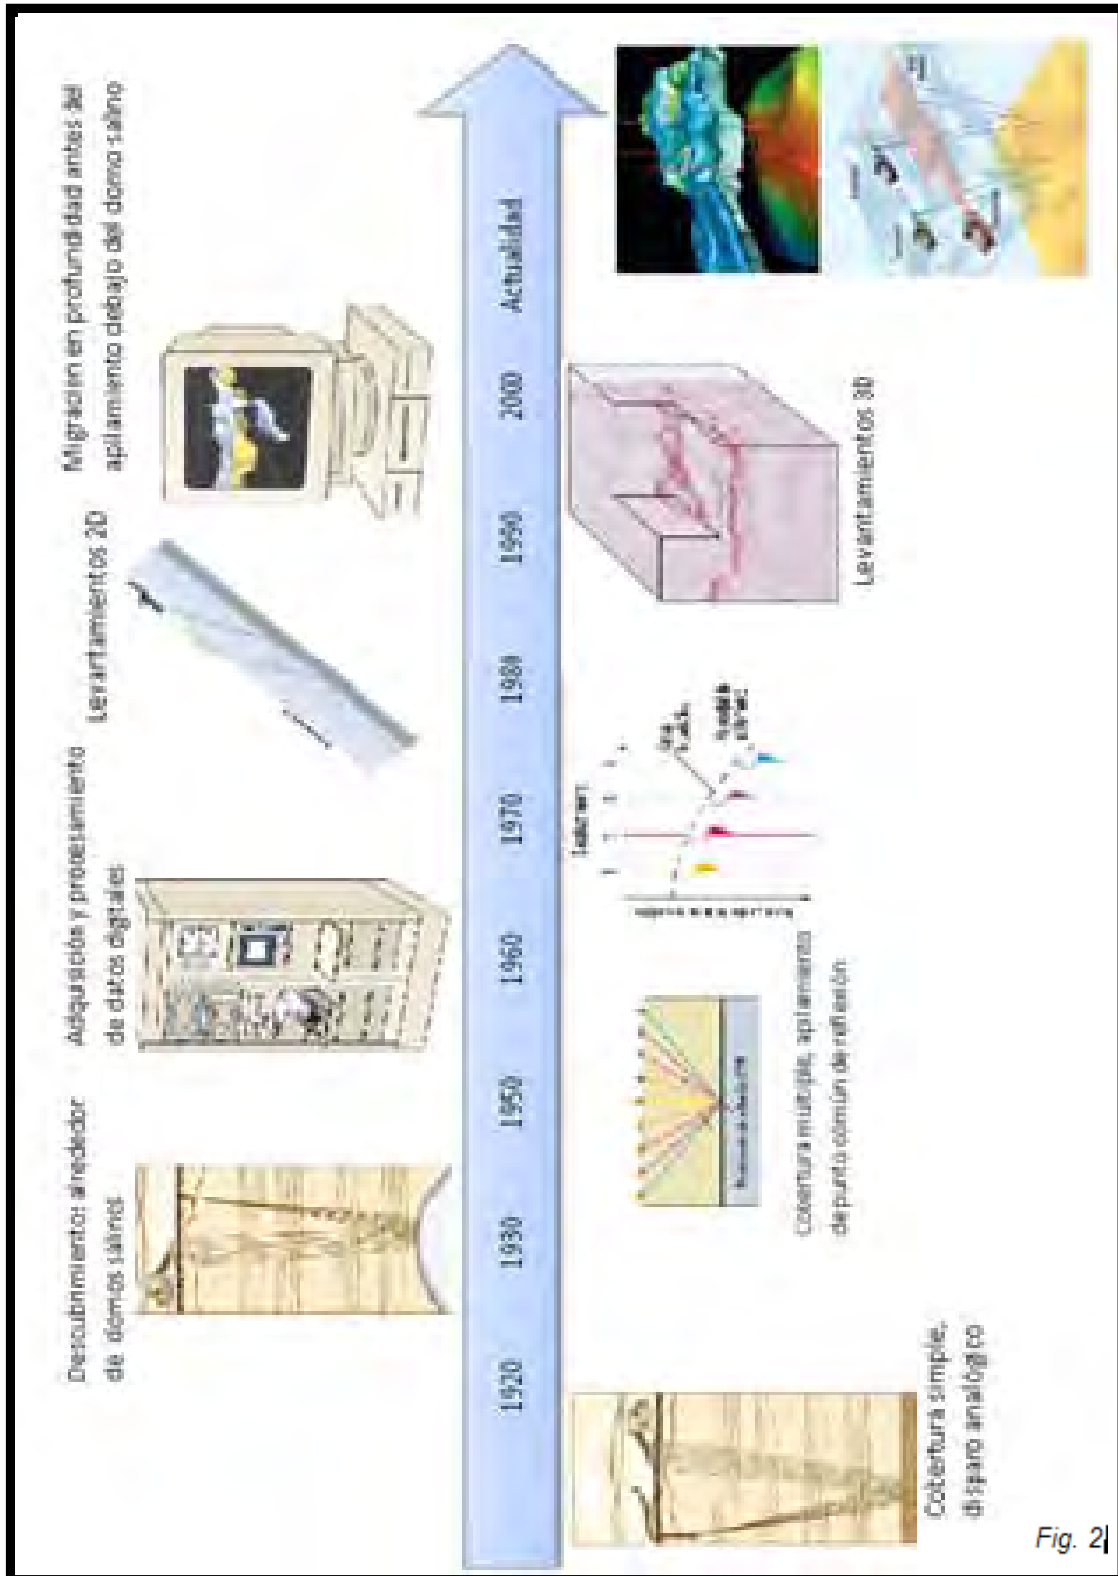 Descubrimiento: alrededor
de domos salinos
Adquisición y procesamiento
de datos digitales
Levantamientos 2D
Migración en profundidad antes del
apilamiento debajo del domo salino
1920
1930
1950
1960
1970
1980
1990
2000
Actualidad
Cobertura simple,
disparo analógico
Cobertura múltiple, apilamiento
de punto común de reflexión
Levantamientos 3D
Fig. 2